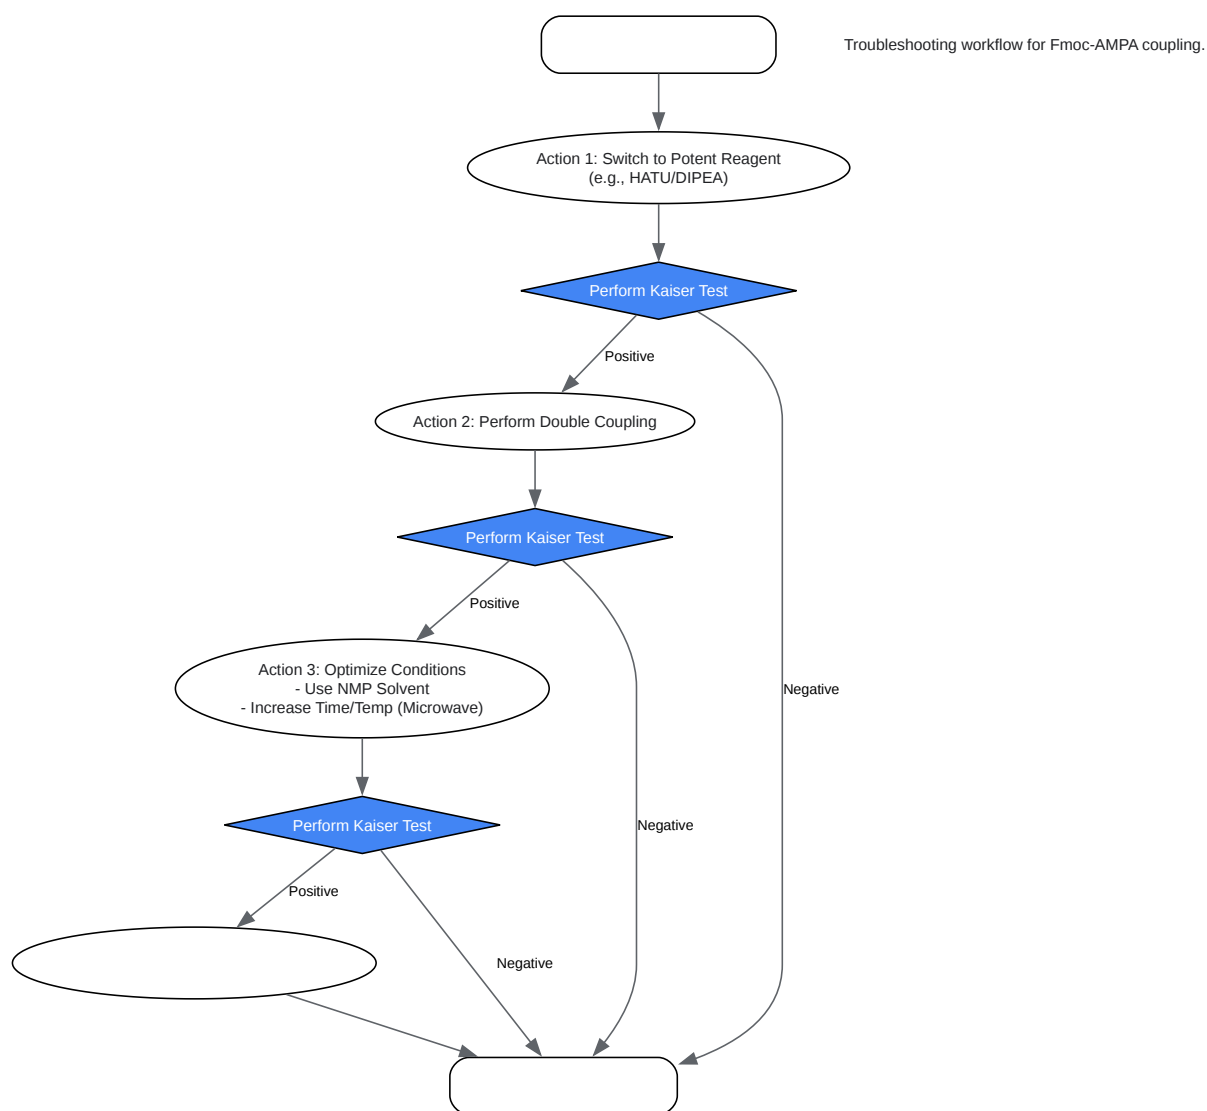 Troubleshooting workflow for Fmoc-AMPA coupling.
Action 1: Switch to Potent Reagent
(e.g., HATU/DIPEA)
Perform Kaiser Test
Positive
Action 2: Perform Double Coupling
Perform Kaiser Test
Positive
Action 3: Optimize Conditions
- Use NMP Solvent
- Increase Time/Temp (Microwave)
Negative
Perform Kaiser Test
Negative
Positive
Negative